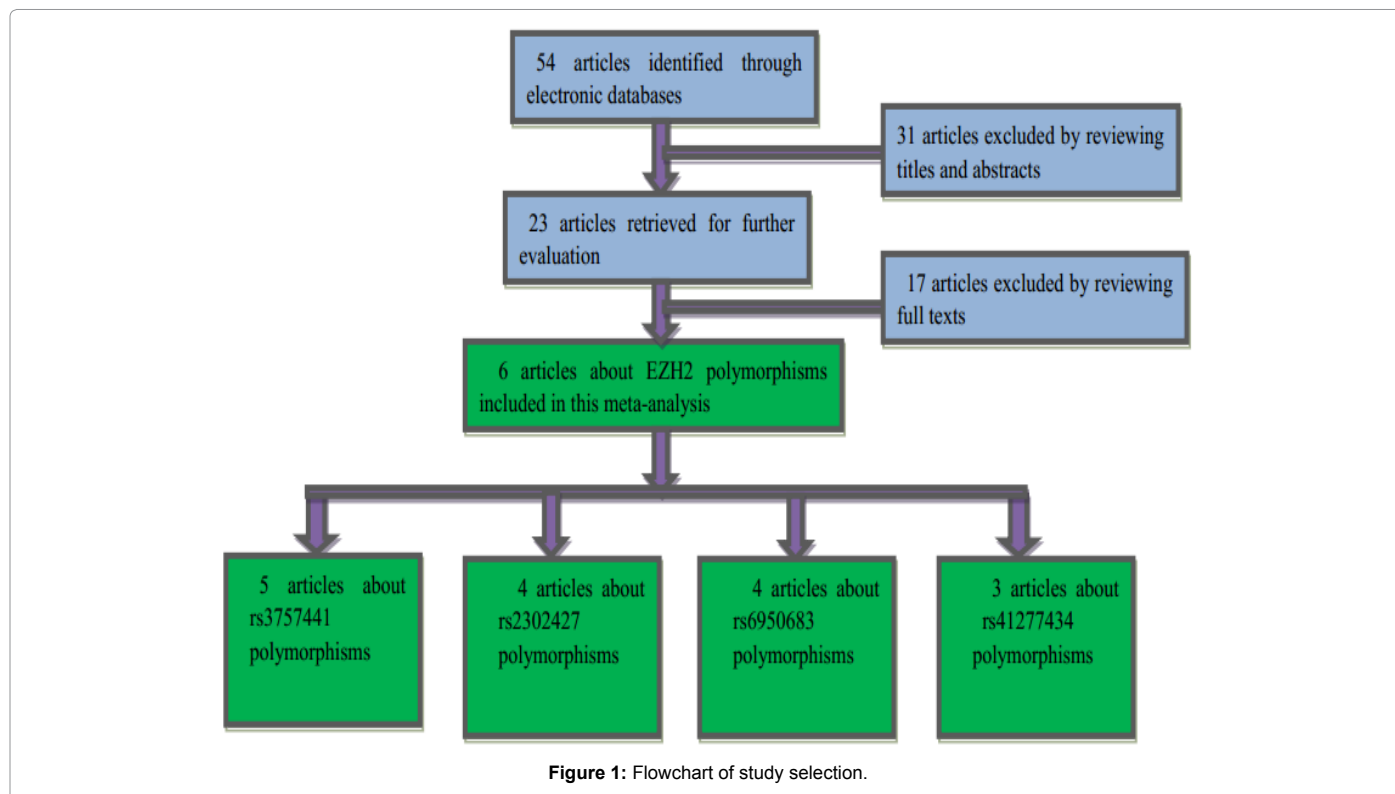 54 articles identified through
electronic databases
31 articles excluded by reviewing
titles and abstracts
23 articles retrieved for further
evaluation
17 articles excluded by reviewing
full texts
6 articles about EZH2 polymorphisms
included in this meta-analysis
5 articles about
rs3757441
polymorphisms
4 articles about
rs2302427
polymorphisms
4 articles about
rs6950683
polymorphisms
3 articles about
rs41277434
polymorphisms
Figure 1: Flowchart of study selection.